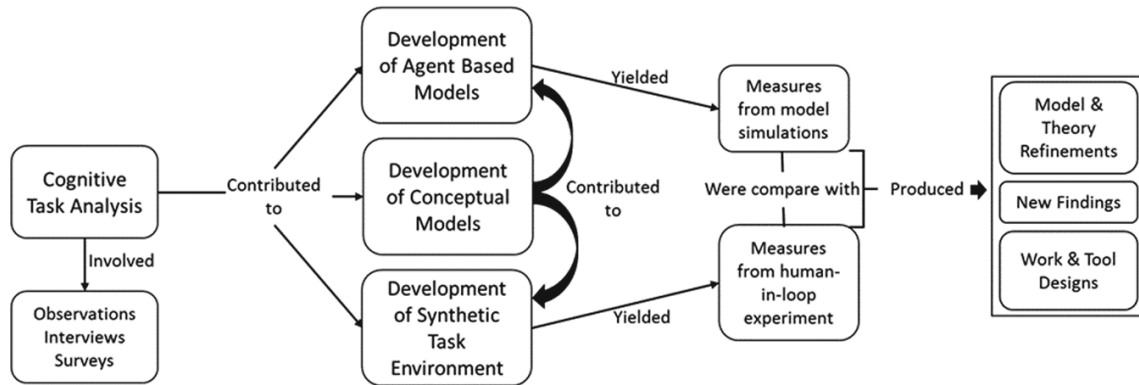 Cognitive
Task Analysis
Involved
Observations
Interviews
Surveys
Contributed
to
Development
of Agent Based
Models
Development
of Conceptual
Models
Development
of Synthetic
Task
Environment
Contributed
to
Yielded
Yielded
Measures
from model
simulations
Were compare with
Measures
from human-
in-loop
experiment
Produced
Model &
Theory
Refinements
New Findings
Work & Tool
Designs